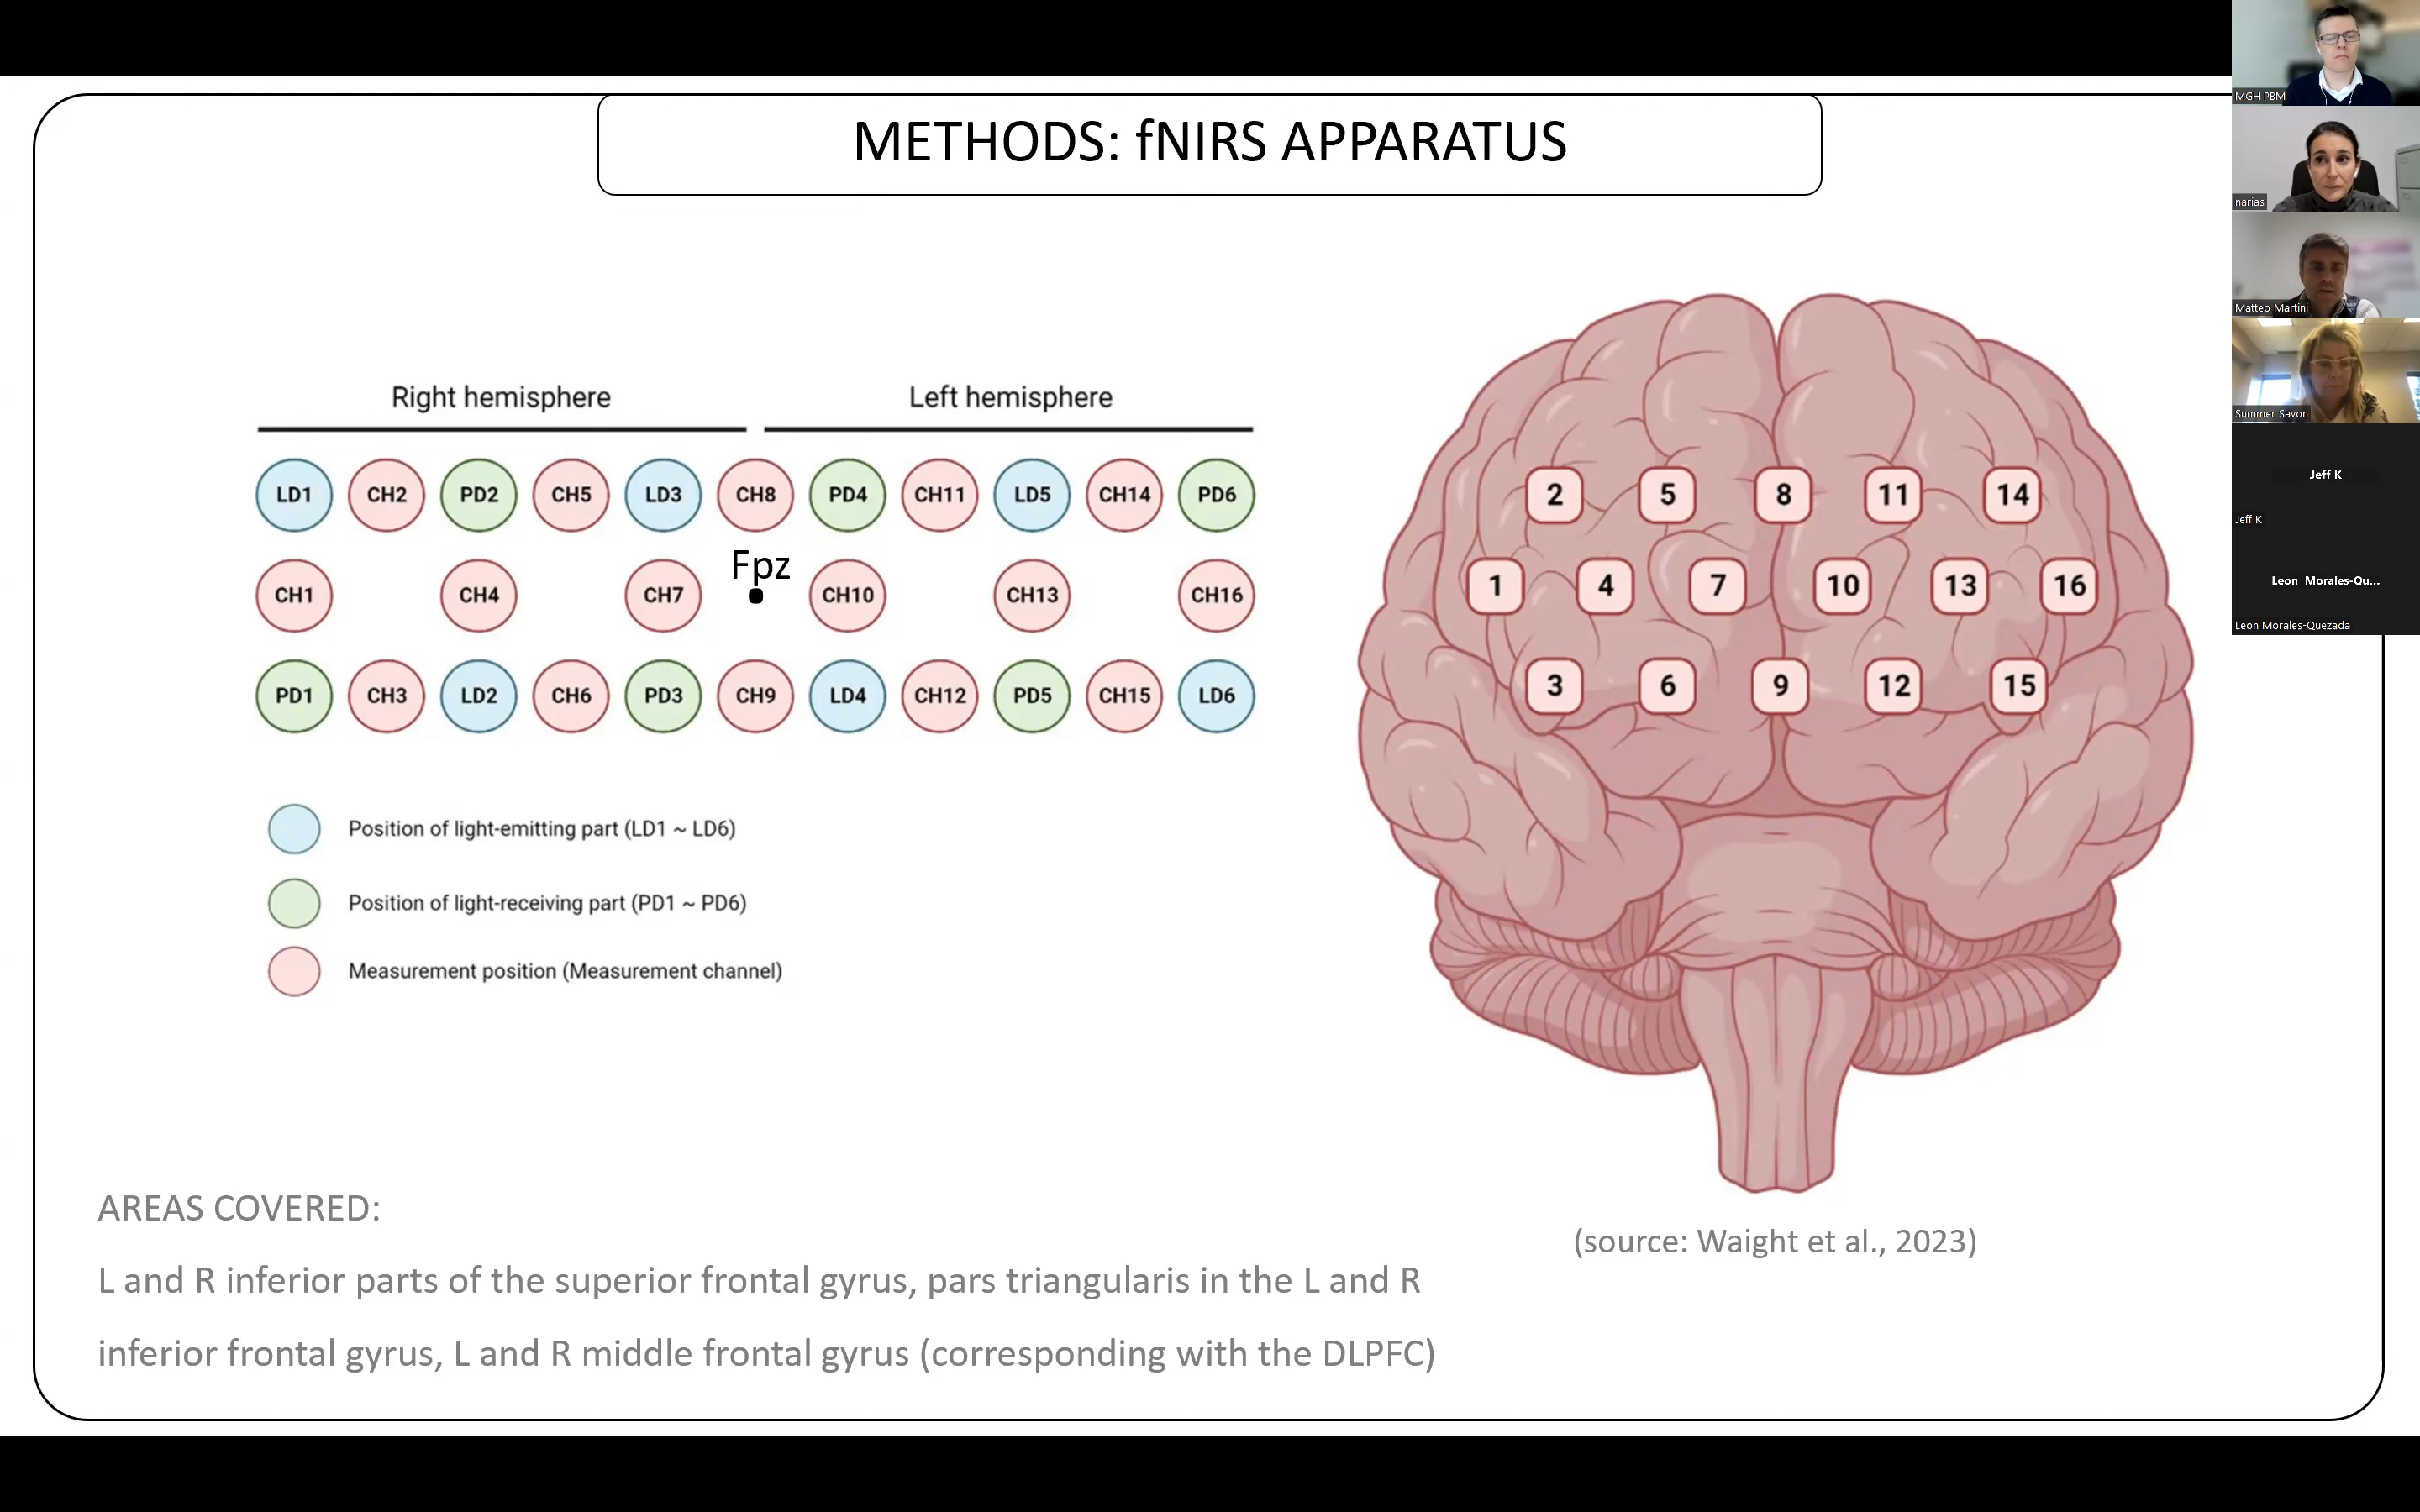 METHODS: fNIRS APPARATUS
Right hemisphere
Left hemisphere
LD1 CH2 PD2 CH5 LD3 CH8 PD4 CH11 LD5 CH14 PD6
Fpz
CH1 CH4 CH7 CH10 CH13 CH16
PD1 CH3 LD2 CH6 PD3 CH9 LD4 CH12 PD5 CH15 LD6
Position of light-emitting part (LD1 ~ LD6)
Position of light-receiving part (PD1 ~ PD6)
Measurement position (Measurement channel)
2 5 8 11 14
1 4 7 10 13 16
3 6 9 12 15
(source: Waight et al., 2023)
AREAS COVERED:
L and R inferior parts of the superior frontal gyrus, pars triangularis in the L and R
inferior frontal gyrus, L and R middle frontal gyrus (corresponding with the DLPFC)
MGH PBM
narias
Matteo Martini
Summer Savon
Jeff K
Jeff K
Leon Morales-Qu...
Leon Morales-Quezada